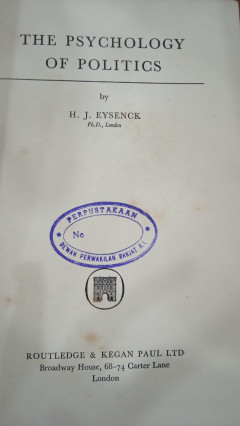 THE PSYCHOLOGY
OF POLITICS
by
H. J. EYSENCK
Ph.D., London
PERPUSTAKAAN
No
DEWAN PERWAKILAN RAKJAT R.I.
ROUTLEDGE & KEGAN PAUL LTD
Broadway House, 68-74 Carter Lane
London